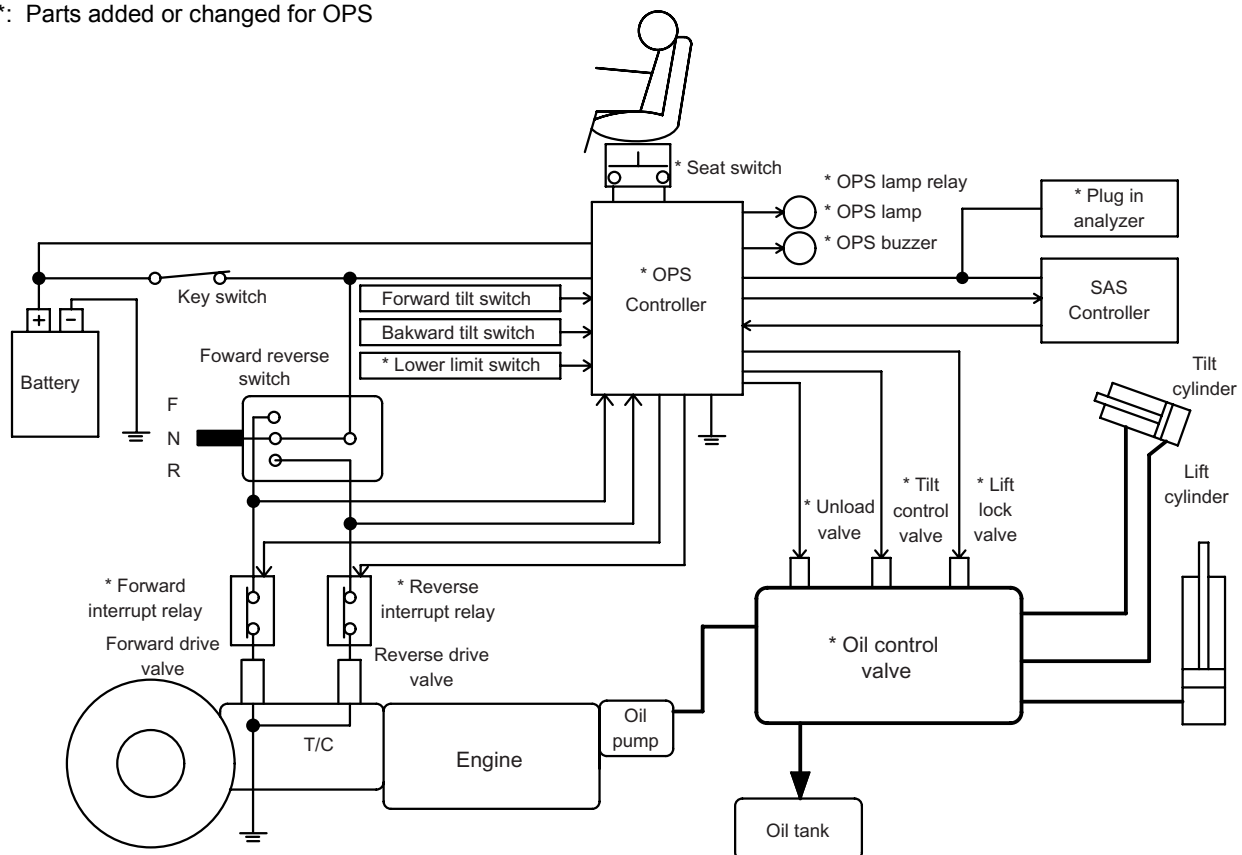 *: Parts added or changed for OPS
* Seat switch
* OPS lamp relay
* OPS lamp
* OPS buzzer
* Plug in
analyzer
* OPS
Controller
SAS
Controller
Key switch
Forward tilt switch
Bakward tilt switch
* Lower limit switch
+
-
Battery
Foward reverse
switch
F
N
R
Tilt
cylinder
Lift
cylinder
* Unload
valve
* Tilt
control
valve
* Lift
lock
valve
* Forward
interrupt relay
* Reverse
interrupt relay
Forward drive
valve
Reverse drive
valve
* Oil control
valve
T/C
Engine
Oil
pump
Oil tank